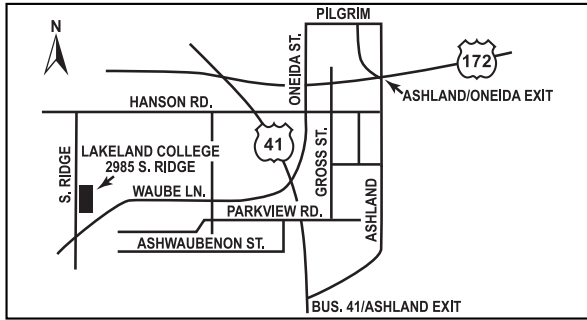 PILGRIM
N
ONEIDA ST.
172
ASHLAND/ONEIDA EXIT
HANSON RD.
41
GROSS ST.
S. RIDGE
LAKELAND COLLEGE
2985 S. RIDGE
WAUBE LN.
ASHLAND
PARKVIEW RD.
ASHWAUBENON ST.
BUS. 41/ASHLAND EXIT